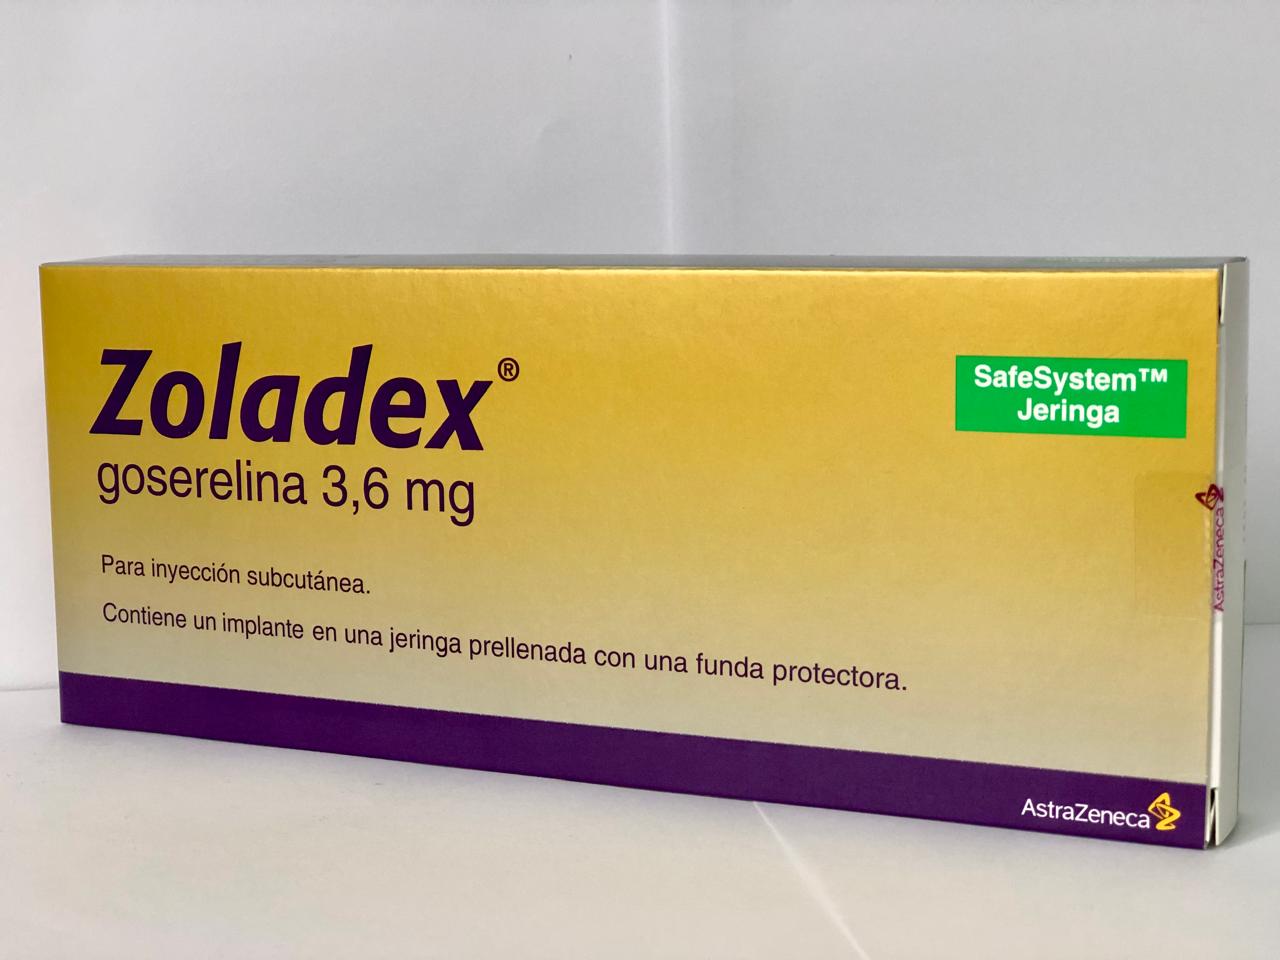 Zoladex®
goserelina 3,6 mg
SafeSystem™
Jeringa
Para inyección subcutánea.
Contiene un implante en una jeringa prellenada con una funda protectora.
AstraZeneca
AstraZeneca